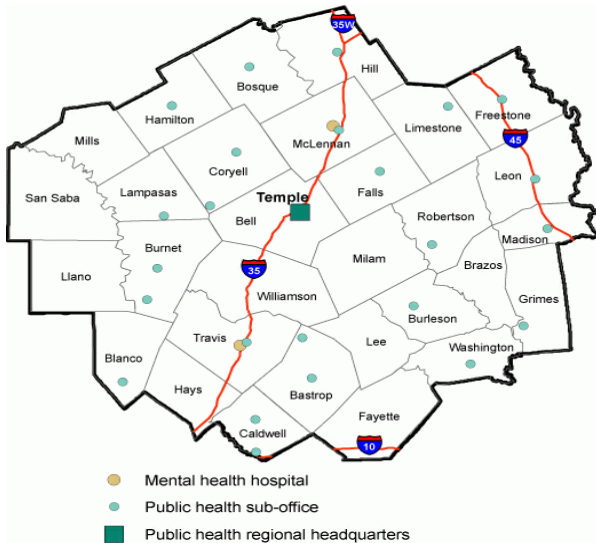 35W
Hill
Bosque
Freestone
Hamilton
Limestone
45
Mills
McLennan
Coryell
Falls
Leon
San Saba
Lampasas
Temple
Bell
Robertson
Madison
Burnet
Milam
Brazos
Llano
35
Williamson
Grimes
Burleson
Travis
Lee
Washington
Blanco
Hays
Bastrop
Fayette
Caldwell
10
Mental health hospital
Public health sub-office
Public health regional headquarters